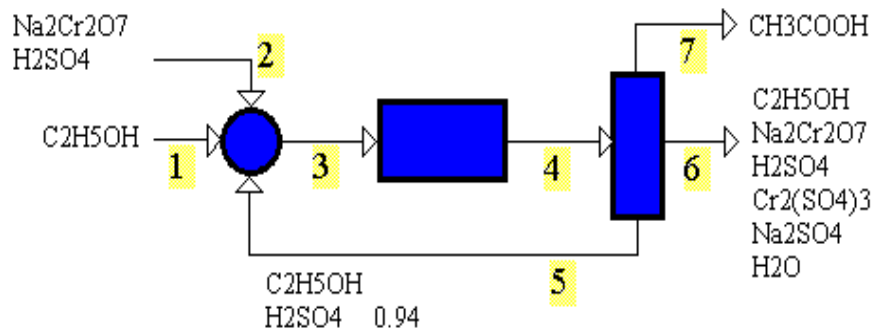 Na2Cr2O7
H2SO4
2
7
CH3COOH
C2H5OH
1
3
4
6
C2H5OH
Na2Cr2O7
H2SO4
Cr2(SO4)3
Na2SO4
H2O
5
C2H5OH
H2SO4 0.94